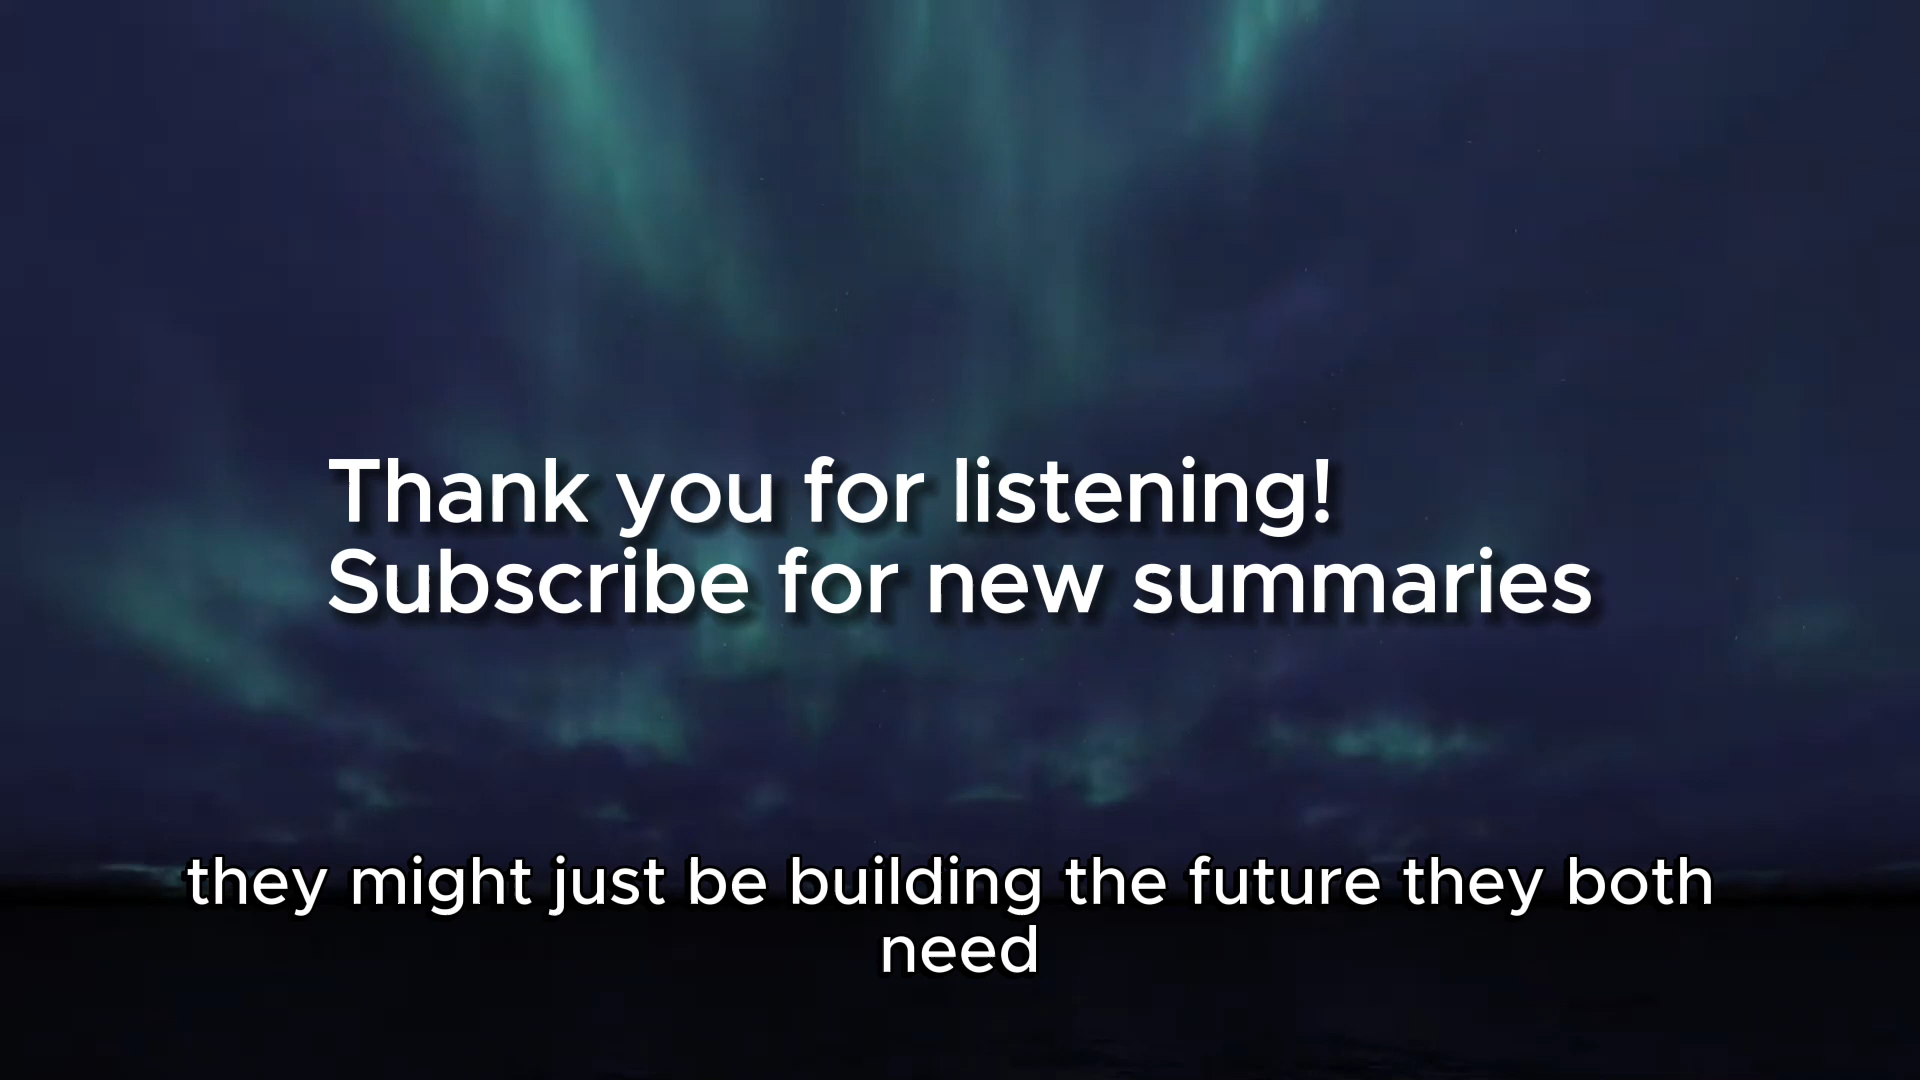 Thank you for listening!
Subscribe for new summaries
they might just be building the future they both
need